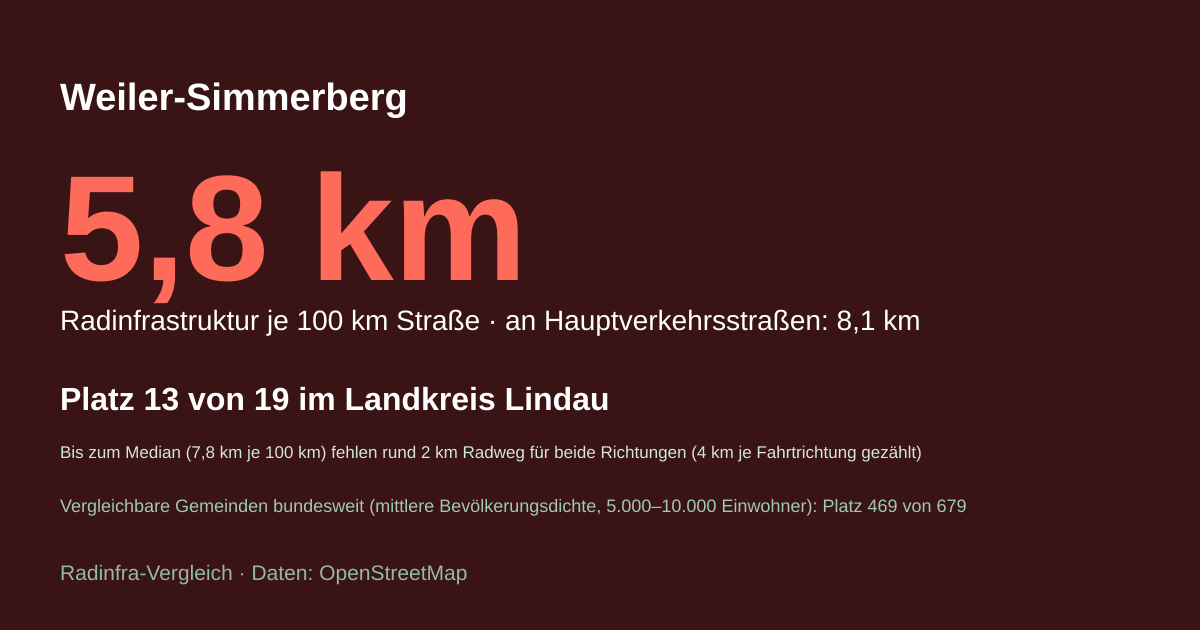 Weiler-Simmerberg
5,8 km
Radinfrastruktur je 100 km Straße · an Hauptverkehrsstraßen: 8,1 km
Platz 13 von 19 im Landkreis Lindau
Bis zum Median (7,8 km je 100 km) fehlen rund 2 km Radweg für beide Richtungen (4 km je Fahrtrichtung gezählt)
Vergleichbare Gemeinden bundesweit (mittlere Bevölkerungsdichte, 5.000–10.000 Einwohner): Platz 469 von 679
Radinfra-Vergleich · Daten: OpenStreetMap